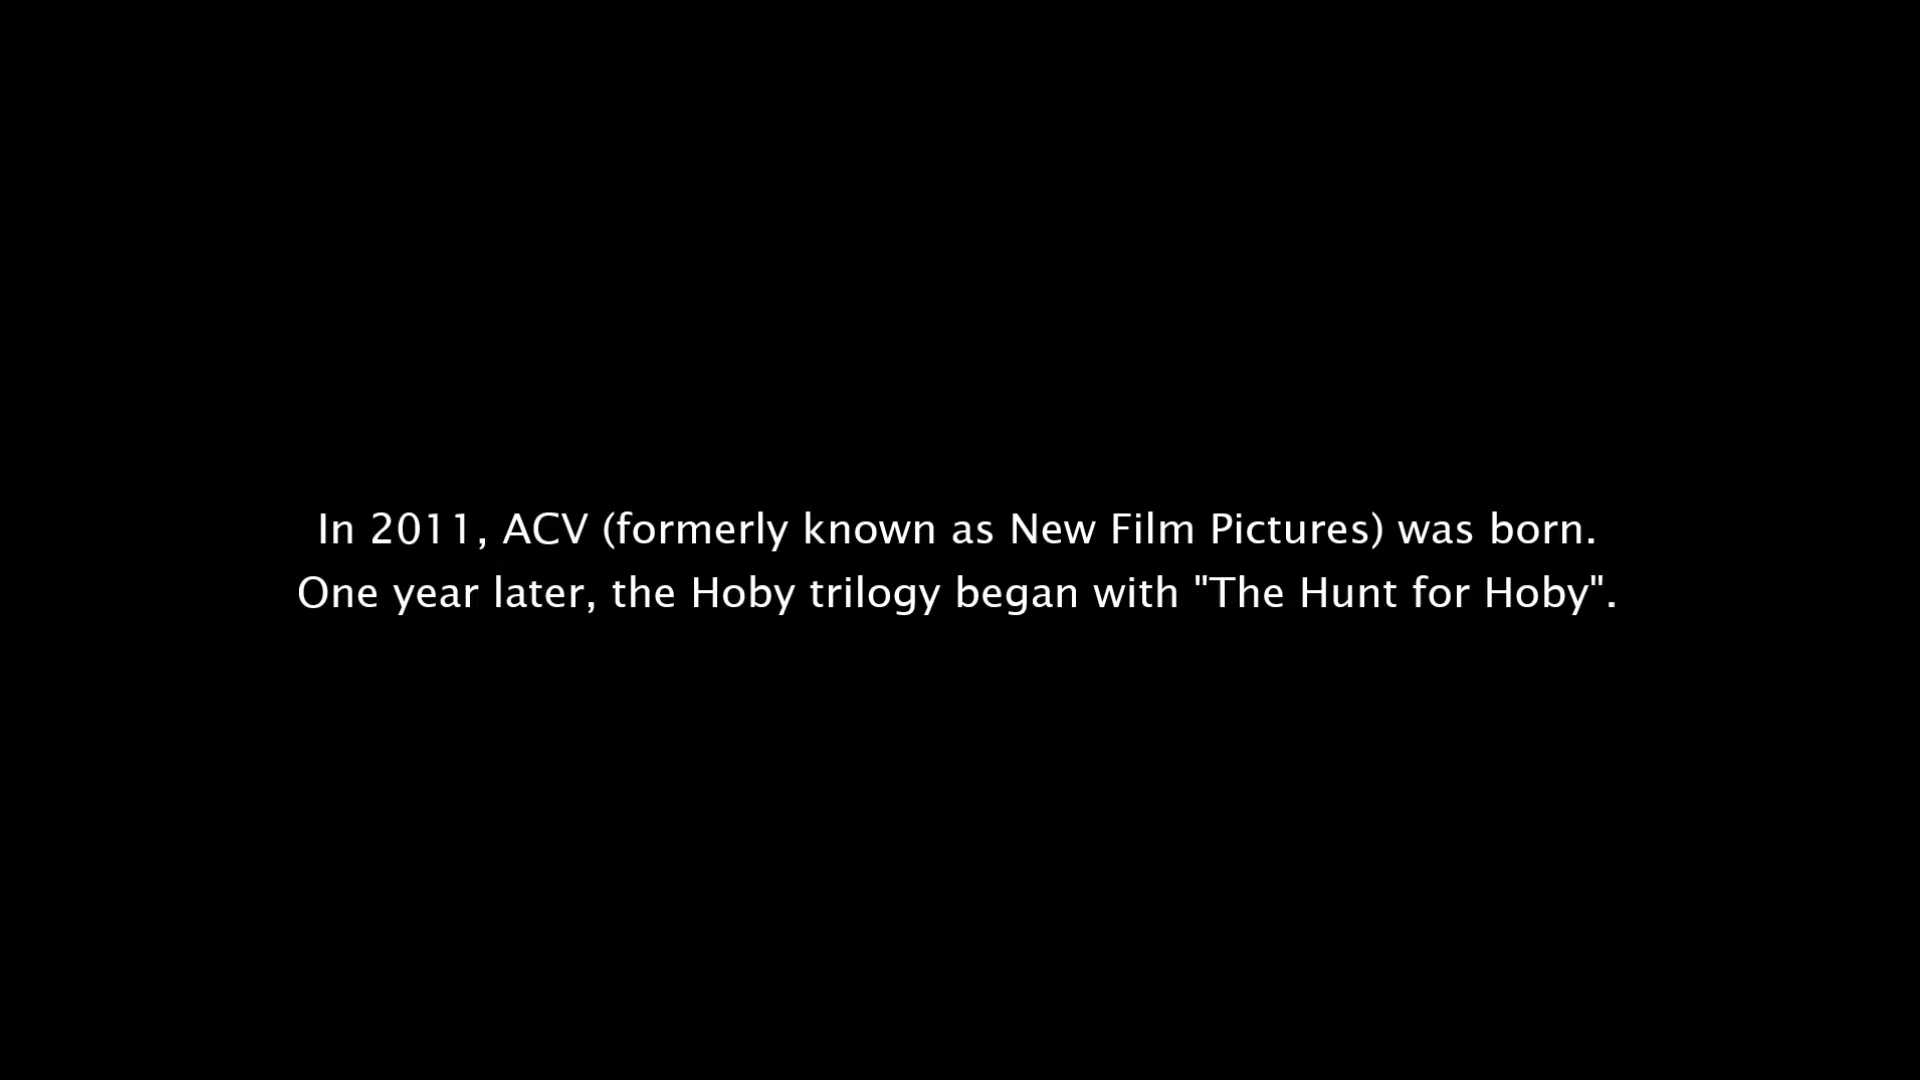 In 2011, ACV (formerly known as New Film Pictures) was born.
One year later, the Hoby trilogy began with "The Hunt for Hoby".